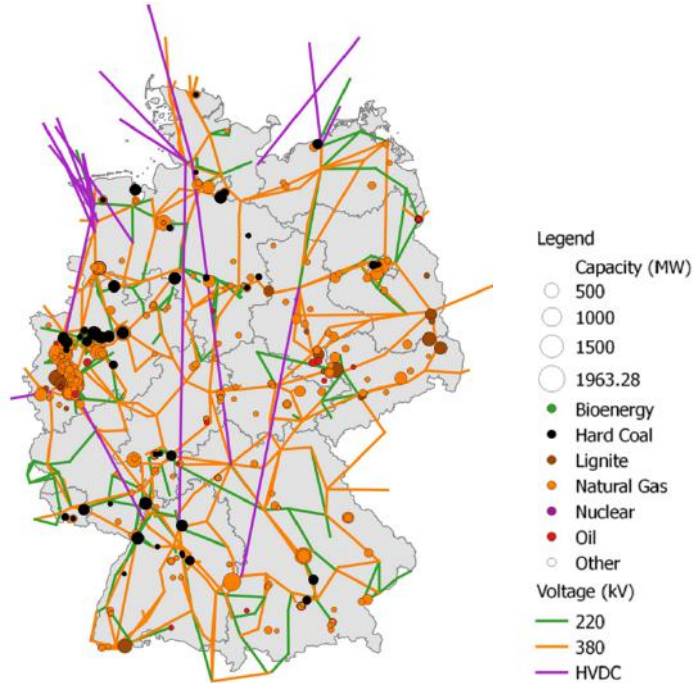 Legend
Capacity (MW)
500
1000
1500
1963.28
Bioenergy
Hard Coal
Lignite
Natural Gas
Nuclear
Oil
Other
Voltage (kV)
220
380
HVDC